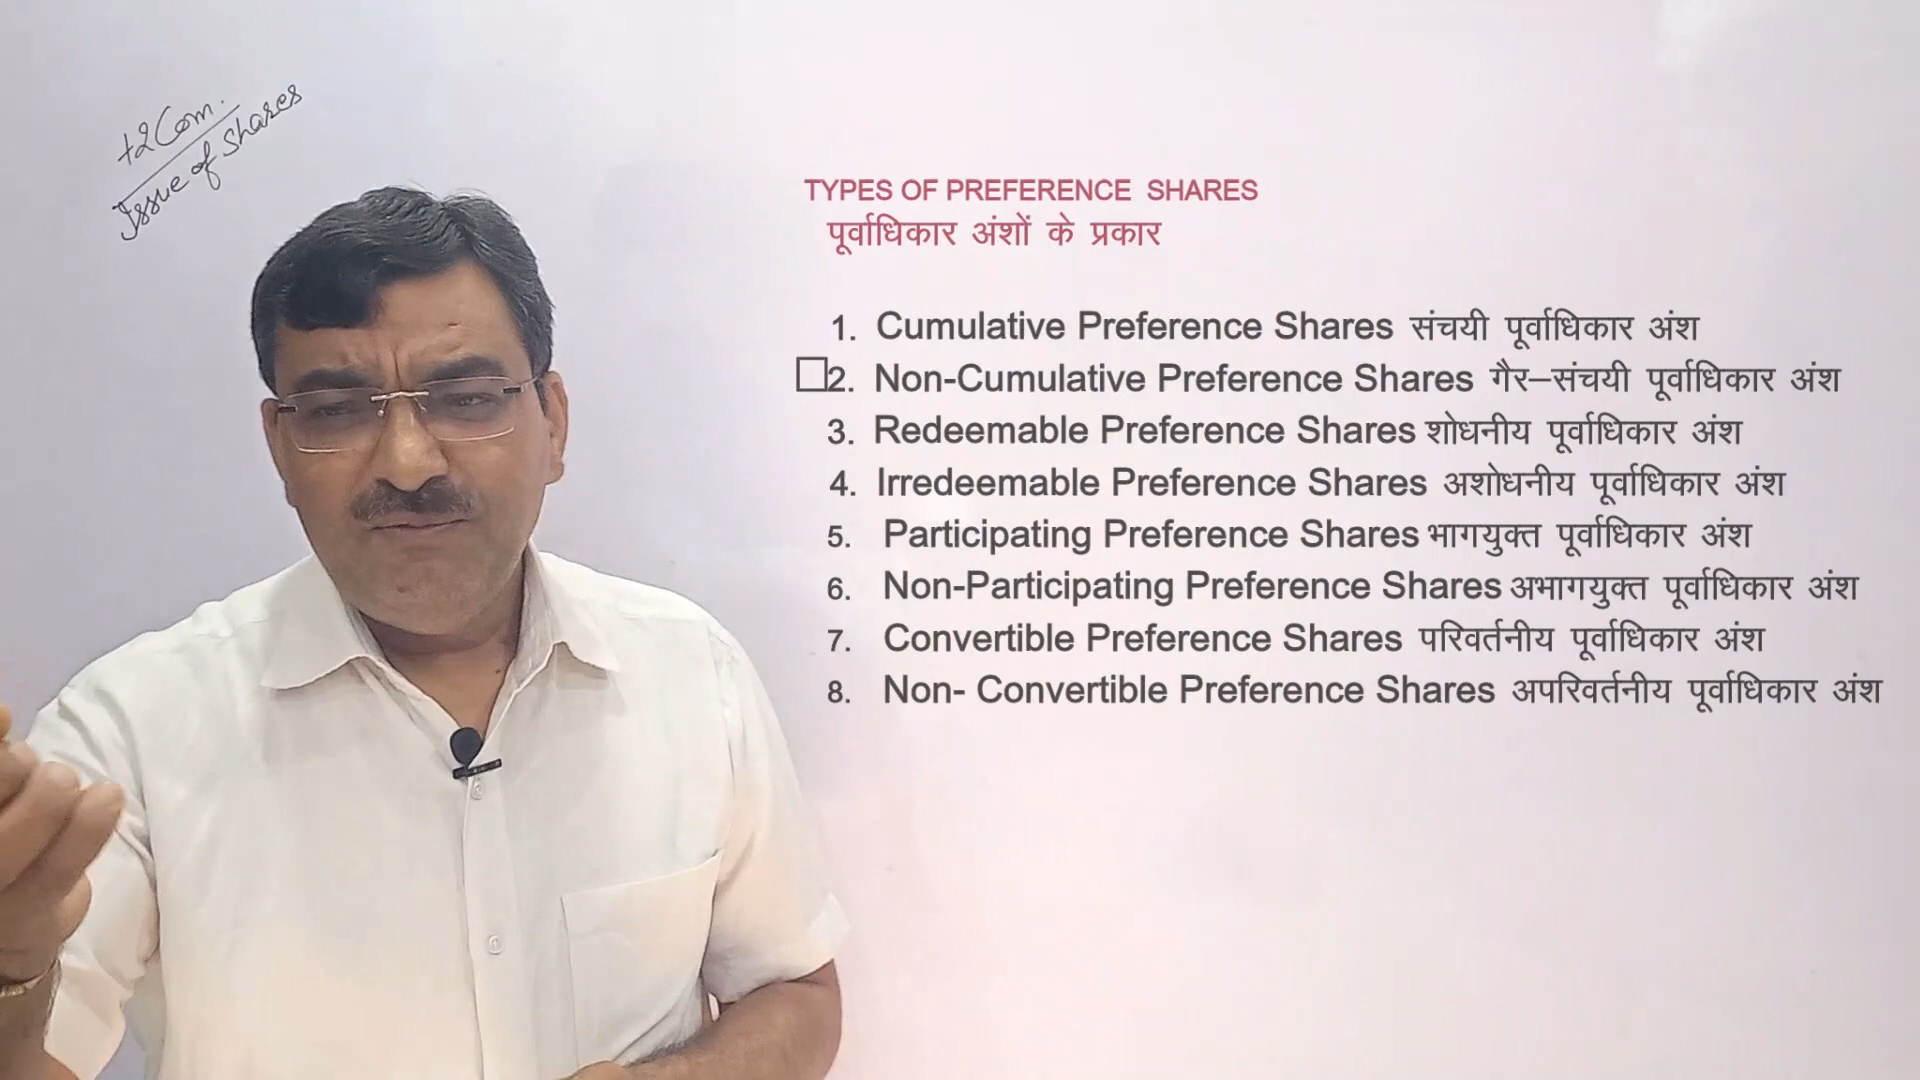 +2 Com.
Issue of Shares
TYPES OF PREFERENCE SHARES
पूर्वाधिकार अंशों के प्रकार
1. Cumulative Preference Shares संचयी पूर्वाधिकार अंश
2. Non-Cumulative Preference Shares गैर–संचयी पूर्वाधिकार अंश
3. Redeemable Preference Shares शोधनीय पूर्वाधिकार अंश
4. Irredeemable Preference Shares अशोधनीय पूर्वाधिकार अंश
5. Participating Preference Shares भागयुक्त पूर्वाधिकार अंश
6. Non-Participating Preference Shares अभागयुक्त पूर्वाधिकार अंश
7. Convertible Preference Shares परिवर्तनीय पूर्वाधिकार अंश
8. Non- Convertible Preference Shares अपरिवर्तनीय पूर्वाधिकार अंश